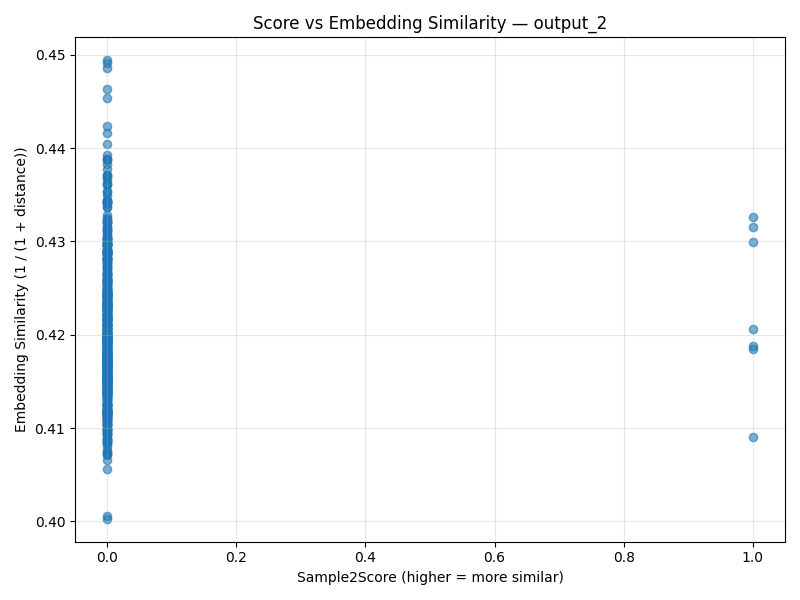 Score vs Embedding Similarity — output_2
Embedding Similarity (1 / (1 + distance))
0.45
0.44
0.43
0.42
0.41
0.40
0.0 0.2 0.4 0.6 0.8 1.0
Sample2Score (higher = more similar)